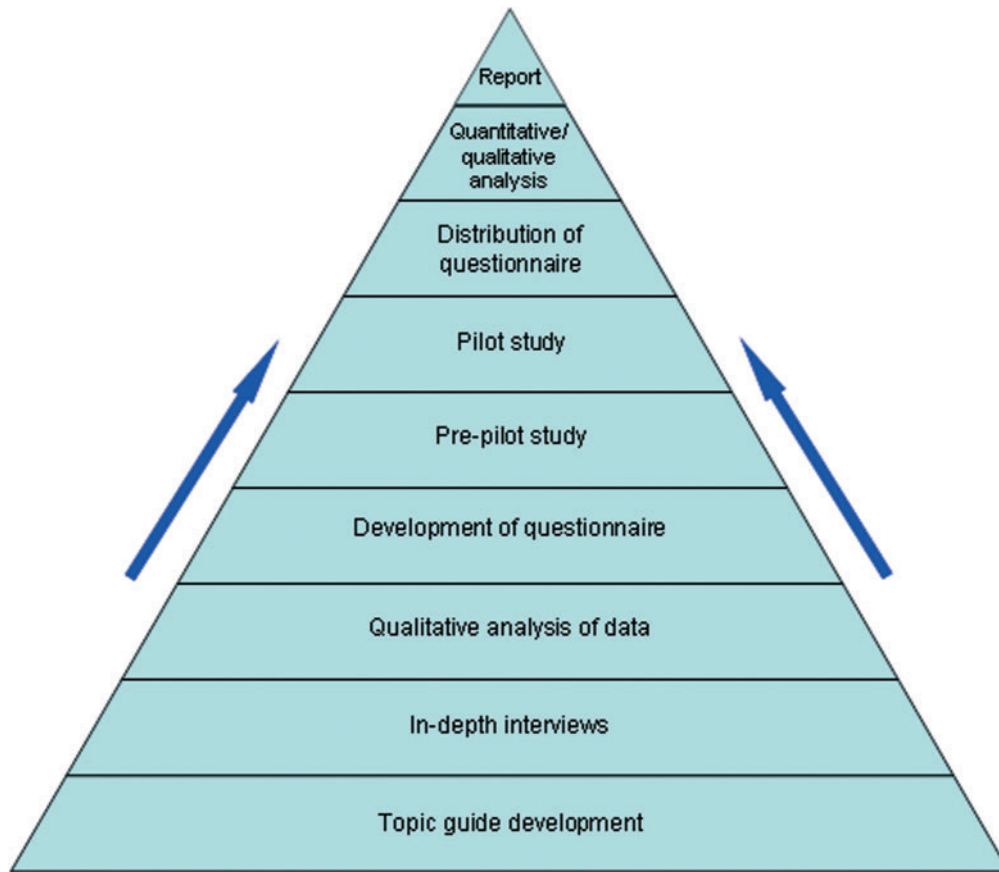 Report
Quantitative/
qualitative
analysis
Distribution of
questionnaire
Pilot study
Pre-pilot study
Development of questionnaire
Qualitative analysis of data
In-depth interviews
Topic guide development